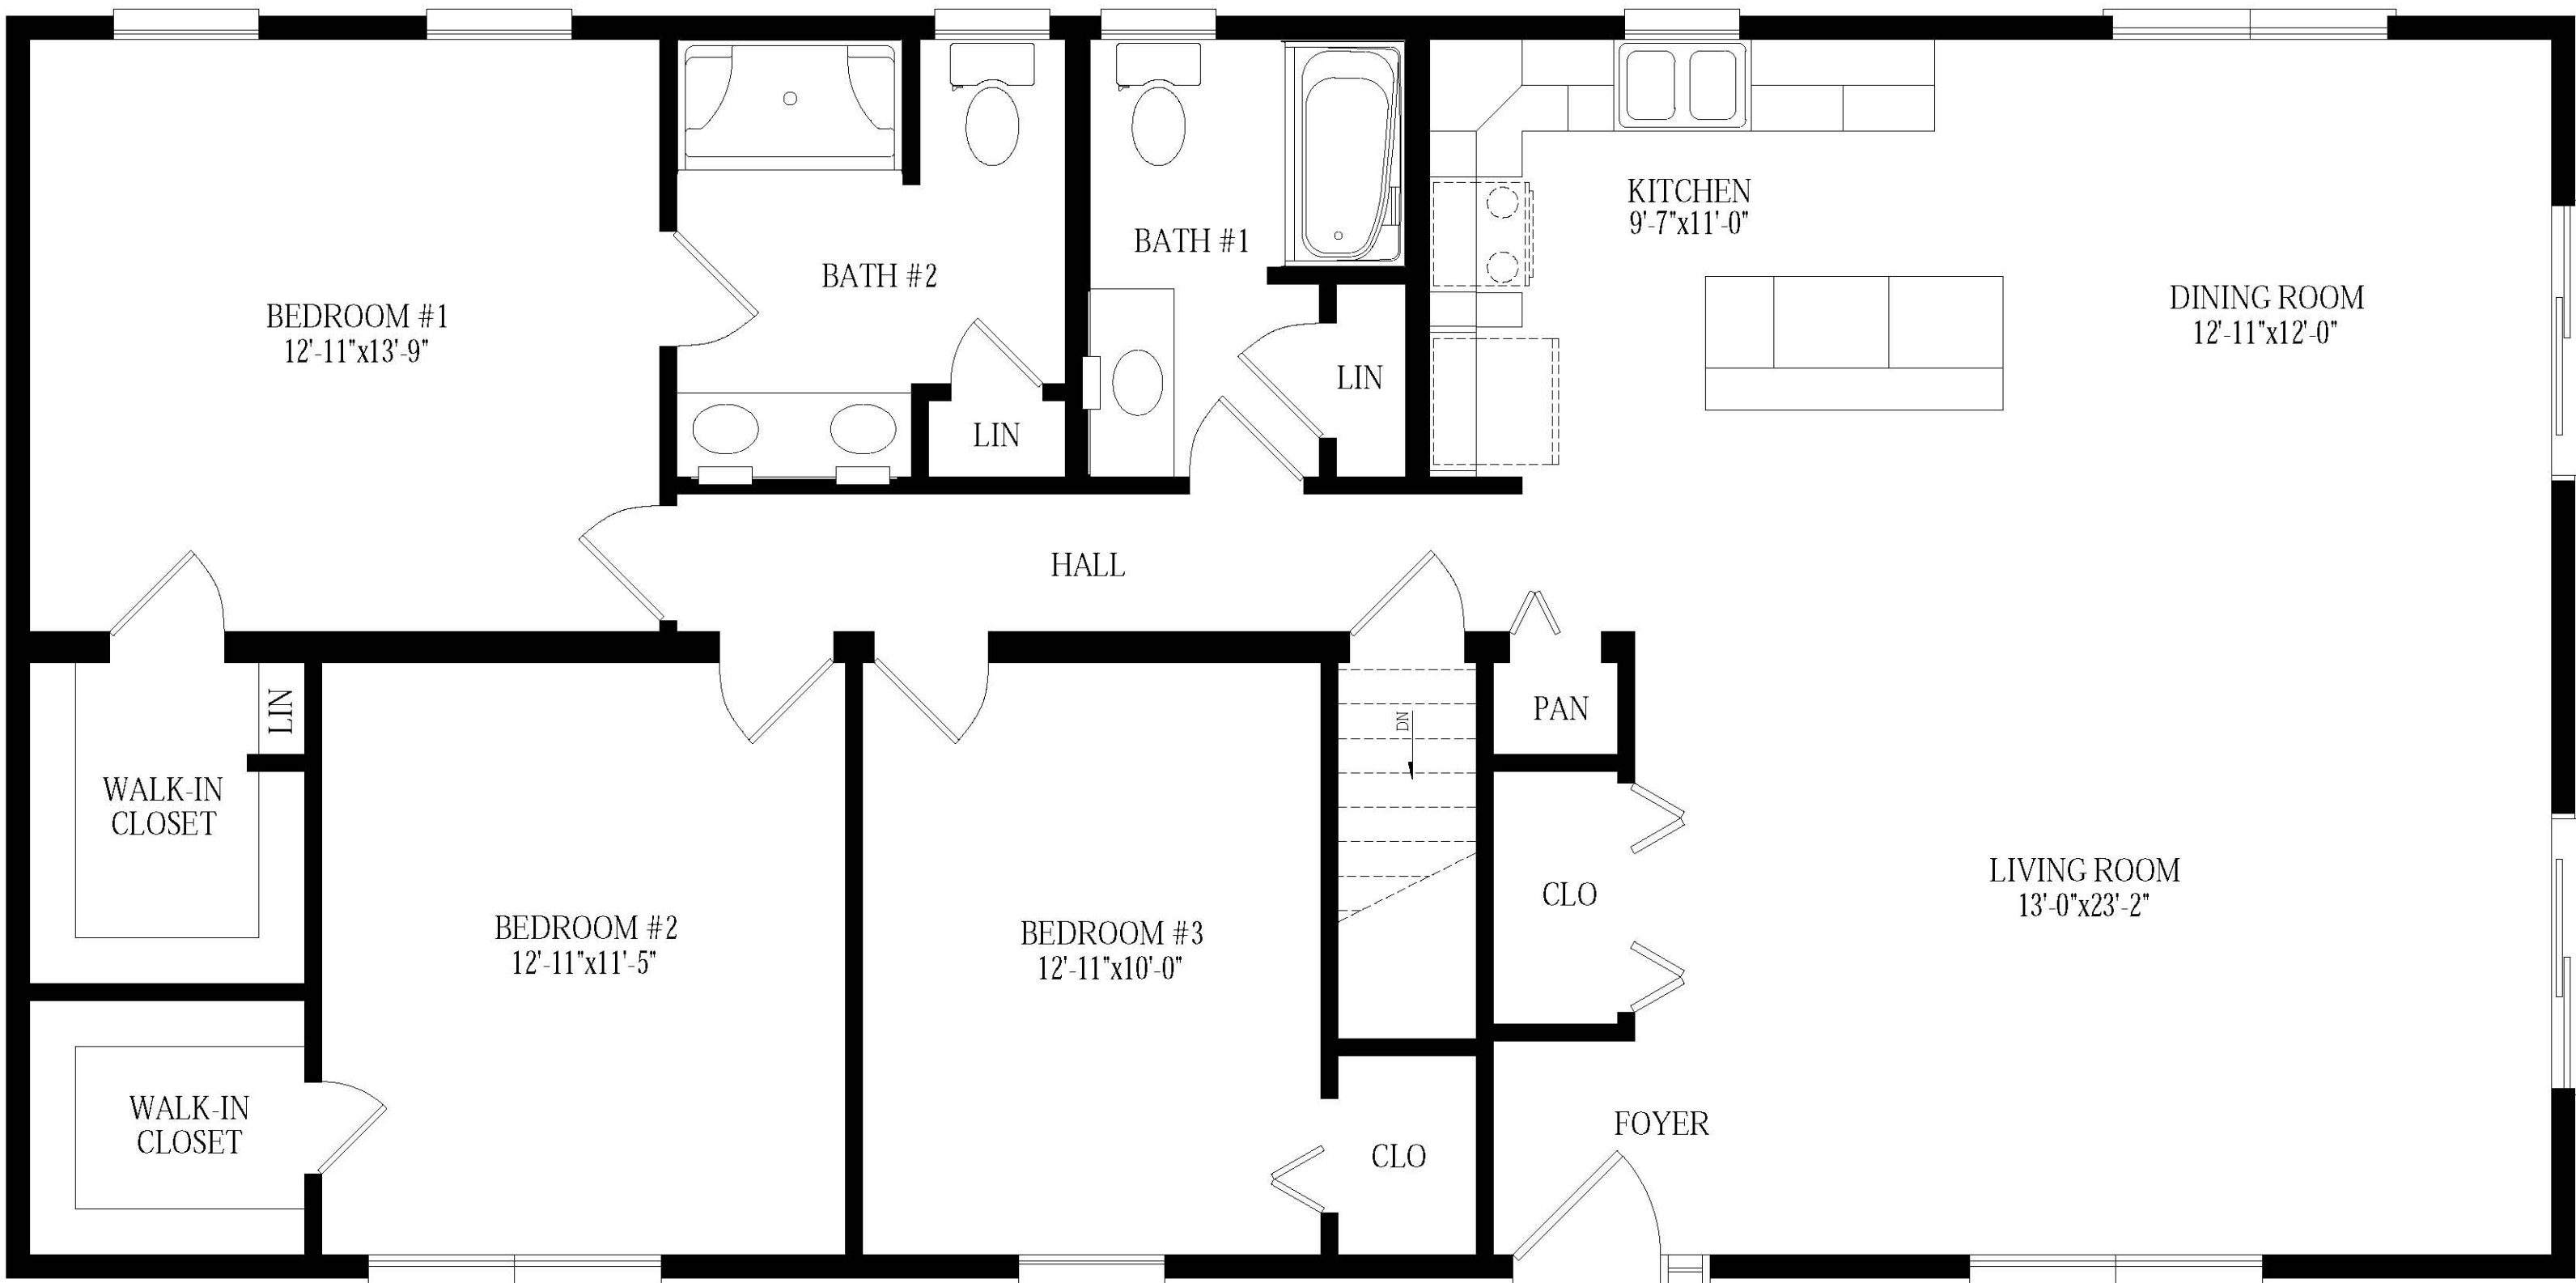 KITCHEN
9'-7"x11'-0"
BATH #1
BATH #2
DINING ROOM
12'-11"x12'-0"
BEDROOM #1
12'-11"x13'-9"
LIN
LIN
HALL
LIN
PAN
DN
WALK-IN
CLOSET
LIVING ROOM
13'-0"x23'-2"
CLO
BEDROOM #2
12'-11"x11'-5"
BEDROOM #3
12'-11"x10'-0"
WALK-IN
CLOSET
FOYER
CLO